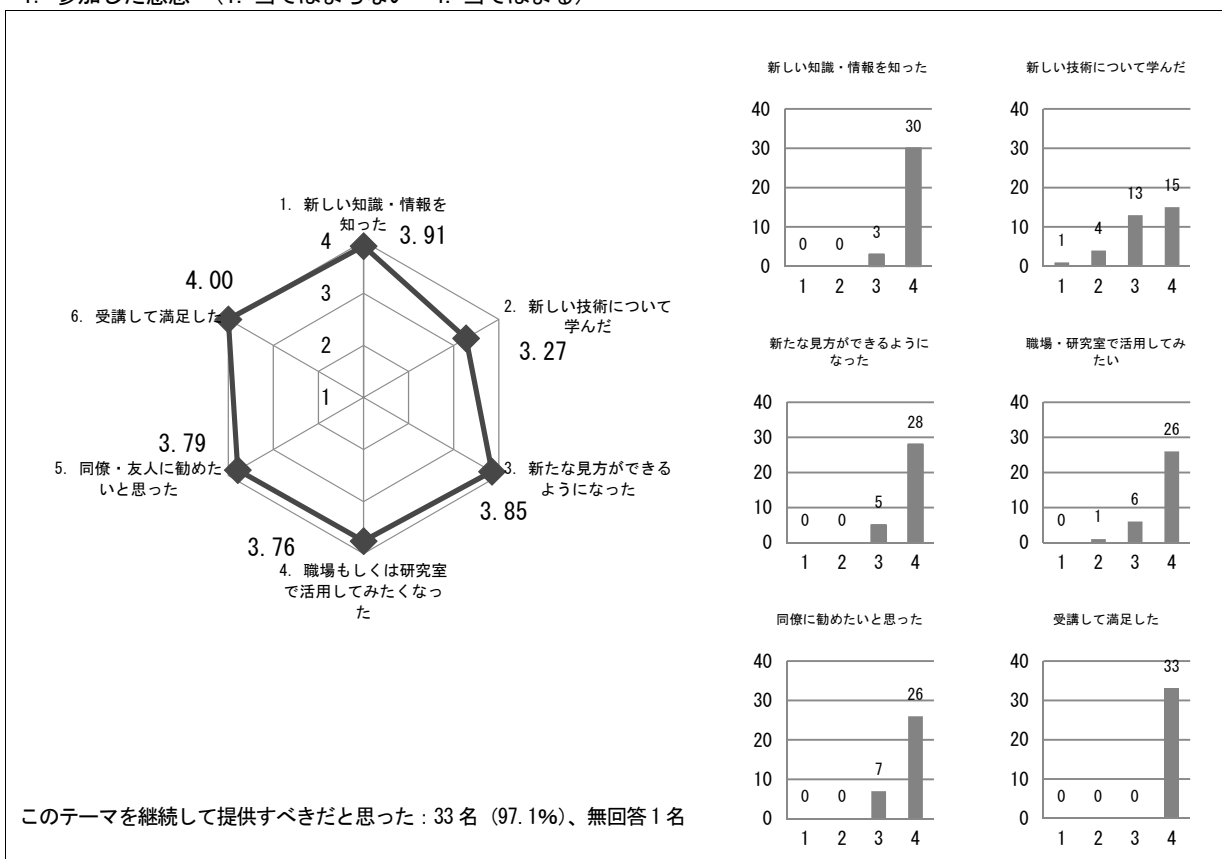 新しい知識・情報を知った
40
30
20
10
0
0
0
3
30
1 2 3 4
新しい技術について学んだ
40
30
20
10
0
1
4
13
15
1 2 3 4
1. 新しい知識・情報を
知った
3.91
4
3
2
1
2. 新しい技術について
学んだ
3.27
3. 新たな見方ができる
ようになった
3.85
4. 職場もしくは研究室
で活用してみたくなっ
た
3.76
5. 同僚・友人に勧めた
いと思った
3.79
6. 受講して満足した
4.00
新たな見方ができるように
なった
40
30
20
10
0
0
0
5
28
1 2 3 4
職場・研究室で活用してみ
たい
40
30
20
10
0
0
1
6
26
1 2 3 4
同僚に勧めたいと思った
40
30
20
10
0
0
0
7
26
1 2 3 4
受講して満足した
40
30
20
10
0
0
0
0
33
1 2 3 4
このテーマを継続して提供すべきだと思った：33 名 (97.1%)、無回答 1 名